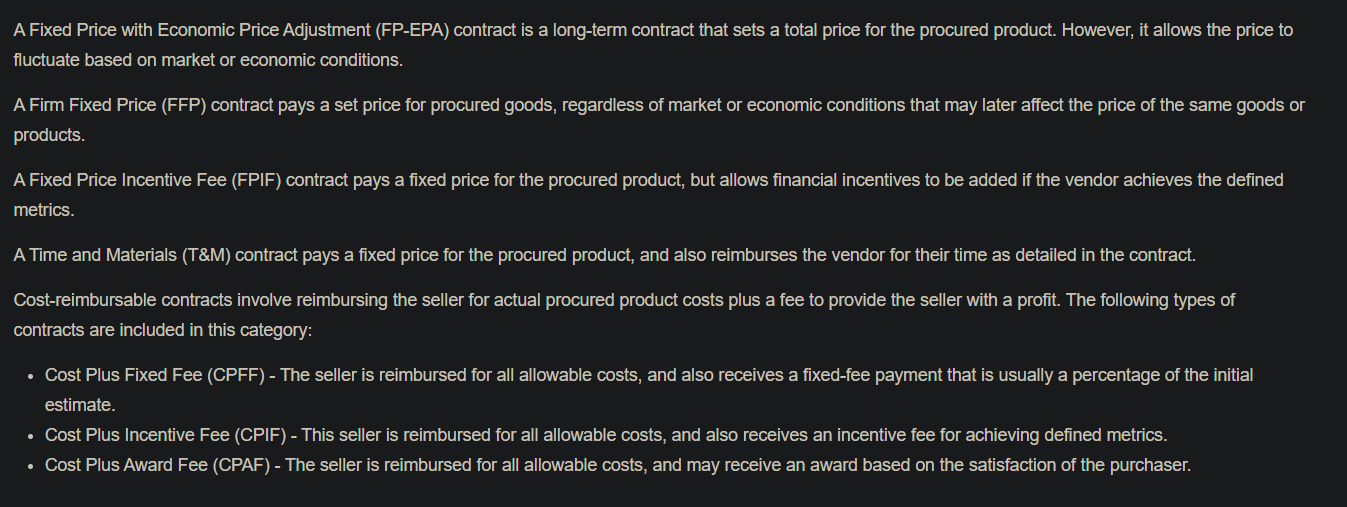 A Fixed Price with Economic Price Adjustment (FP-EPA) contract is a long-term contract that sets a total price for the procured product. However, it allows the price to
fluctuate based on market or economic conditions.
A Firm Fixed Price (FFP) contract pays a set price for procured goods, regardless of market or economic conditions that may later affect the price of the same goods or
products.
A Fixed Price Incentive Fee (FPIF) contract pays a fixed price for the procured product, but allows financial incentives to be added if the vendor achieves the defined
metrics.
A Time and Materials (T&M) contract pays a fixed price for the procured product, and also reimburses the vendor for their time as detailed in the contract.
Cost-reimbursable contracts involve reimbursing the seller for actual procured product costs plus a fee to provide the seller with a profit. The following types of
contracts are included in this category:
• Cost Plus Fixed Fee (CPFF) - The seller is reimbursed for all allowable costs, and also receives a fixed-fee payment that is usually a percentage of the initial
estimate.
• Cost Plus Incentive Fee (CPIF) - This seller is reimbursed for all allowable costs, and also receives an incentive fee for achieving defined metrics.
• Cost Plus Award Fee (CPAF) - The seller is reimbursed for all allowable costs, and may receive an award based on the satisfaction of the purchaser.